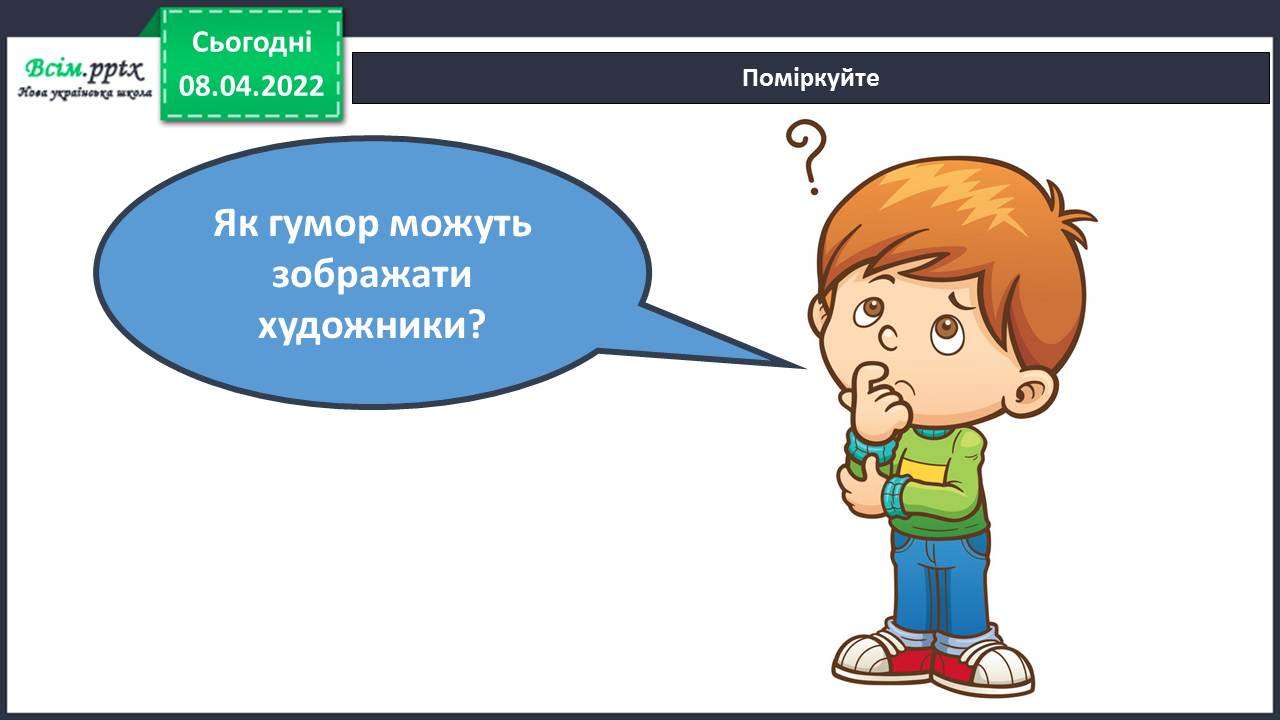 Всім.pptx
Нова українська школа
Сьогодні
08.04.2022
Поміркуйте
?
Як гумор можуть
зображати
художники?